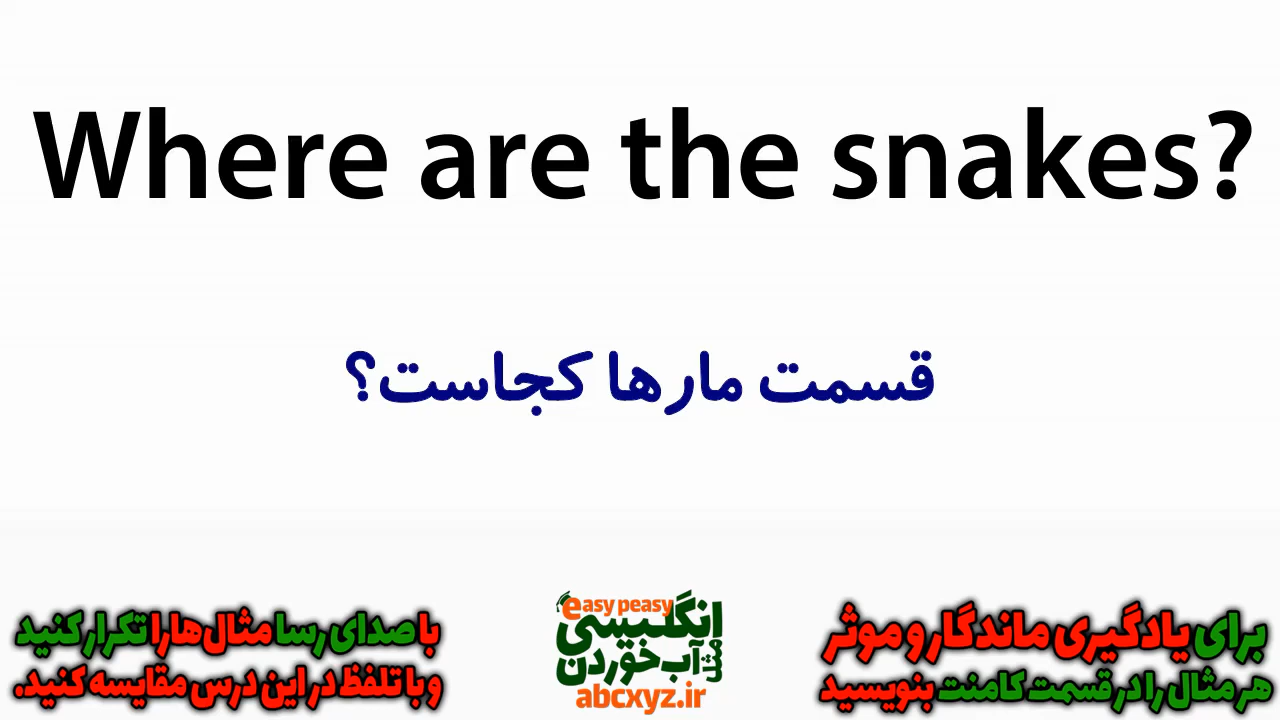 Where are the snakes?
قسمت مارها کجاست؟
برای یادگیری ماندگار و موثر
هر مثال را در قسمت کامنت بنویسید
easy peasy
انگلیسی
مثل آب خوردن
abcxyz.ir
با صدای رسا مثال‌ها را تکرار کنید
و با تلفظ در این درس مقایسه کنید.